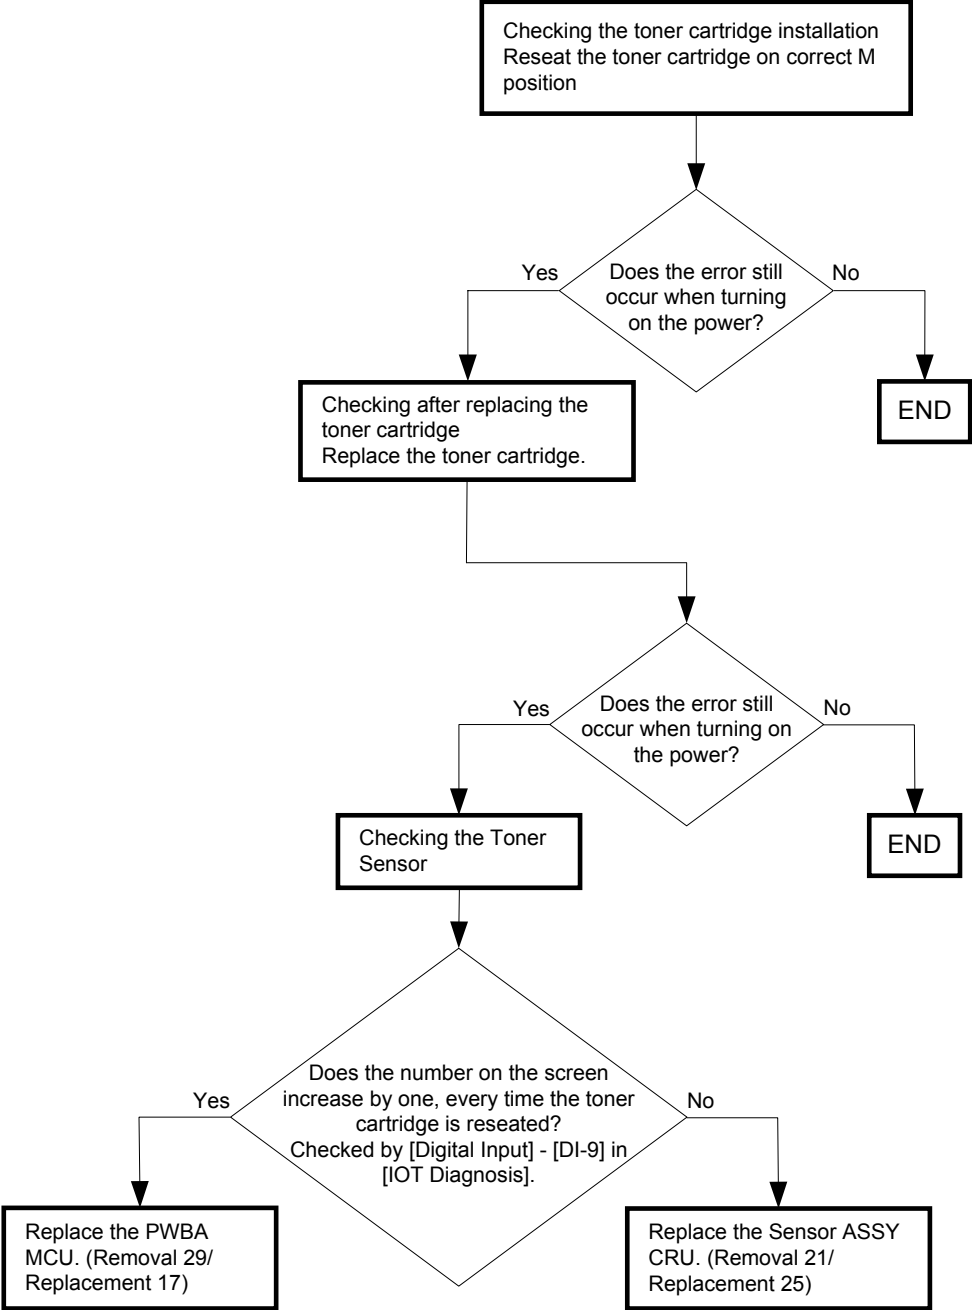 Checking the toner cartridge installation
Reseat the toner cartridge on correct M
position
Yes
Does the error still
occur when turning
on the power?
No
Checking after replacing the
toner cartridge
Replace the toner cartridge.
END
Yes
Does the error still
occur when turning on
the power?
No
Checking the Toner
Sensor
END
Yes
Does the number on the screen
increase by one, every time the toner
cartridge is reseated?
Checked by [Digital Input] - [DI-9] in
[IOT Diagnosis].
No
Replace the PWBA
MCU. (Removal 29/
Replacement 17)
Replace the Sensor ASSY
CRU. (Removal 21/
Replacement 25)